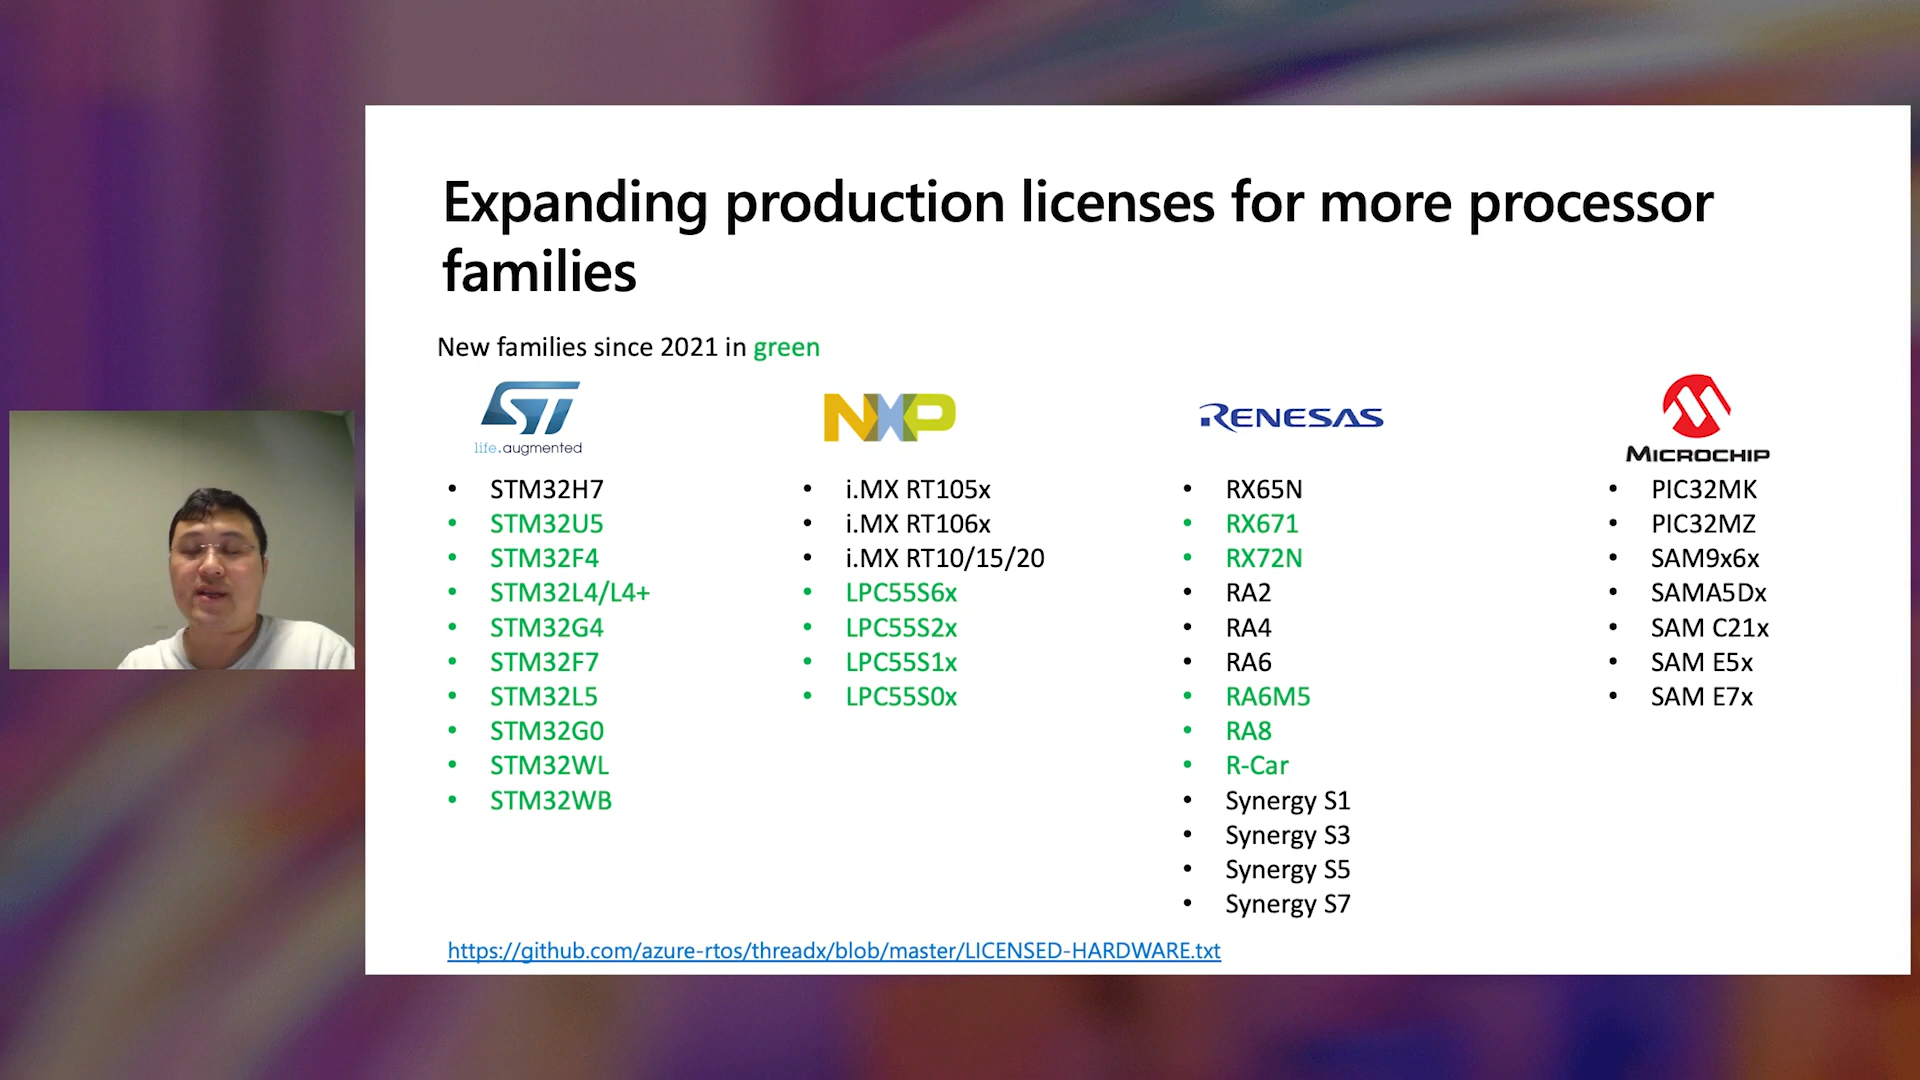 Expanding production licenses for more processor
families
New families since 2021 in green
ST
life.augmented
• STM32H7
• STM32U5
• STM32F4
• STM32L4/L4+
• STM32G4
• STM32F7
• STM32L5
• STM32G0
• STM32WL
• STM32WB
NXP
• i.MX RT105x
• i.MX RT106x
• i.MX RT10/15/20
• LPC55S6x
• LPC55S2x
• LPC55S1x
• LPC55S0x
RENESAS
• RX65N
• RX671
• RX72N
• RA2
• RA4
• RA6
• RA6M5
• RA8
• R-Car
• Synergy S1
• Synergy S3
• Synergy S5
• Synergy S7
MICROCHIP
• PIC32MK
• PIC32MZ
• SAM9x6x
• SAMA5Dx
• SAM C21x
• SAM E5x
• SAM E7x
https://github.com/azure-rtos/threadx/blob/master/LICENSED-HARDWARE.txt